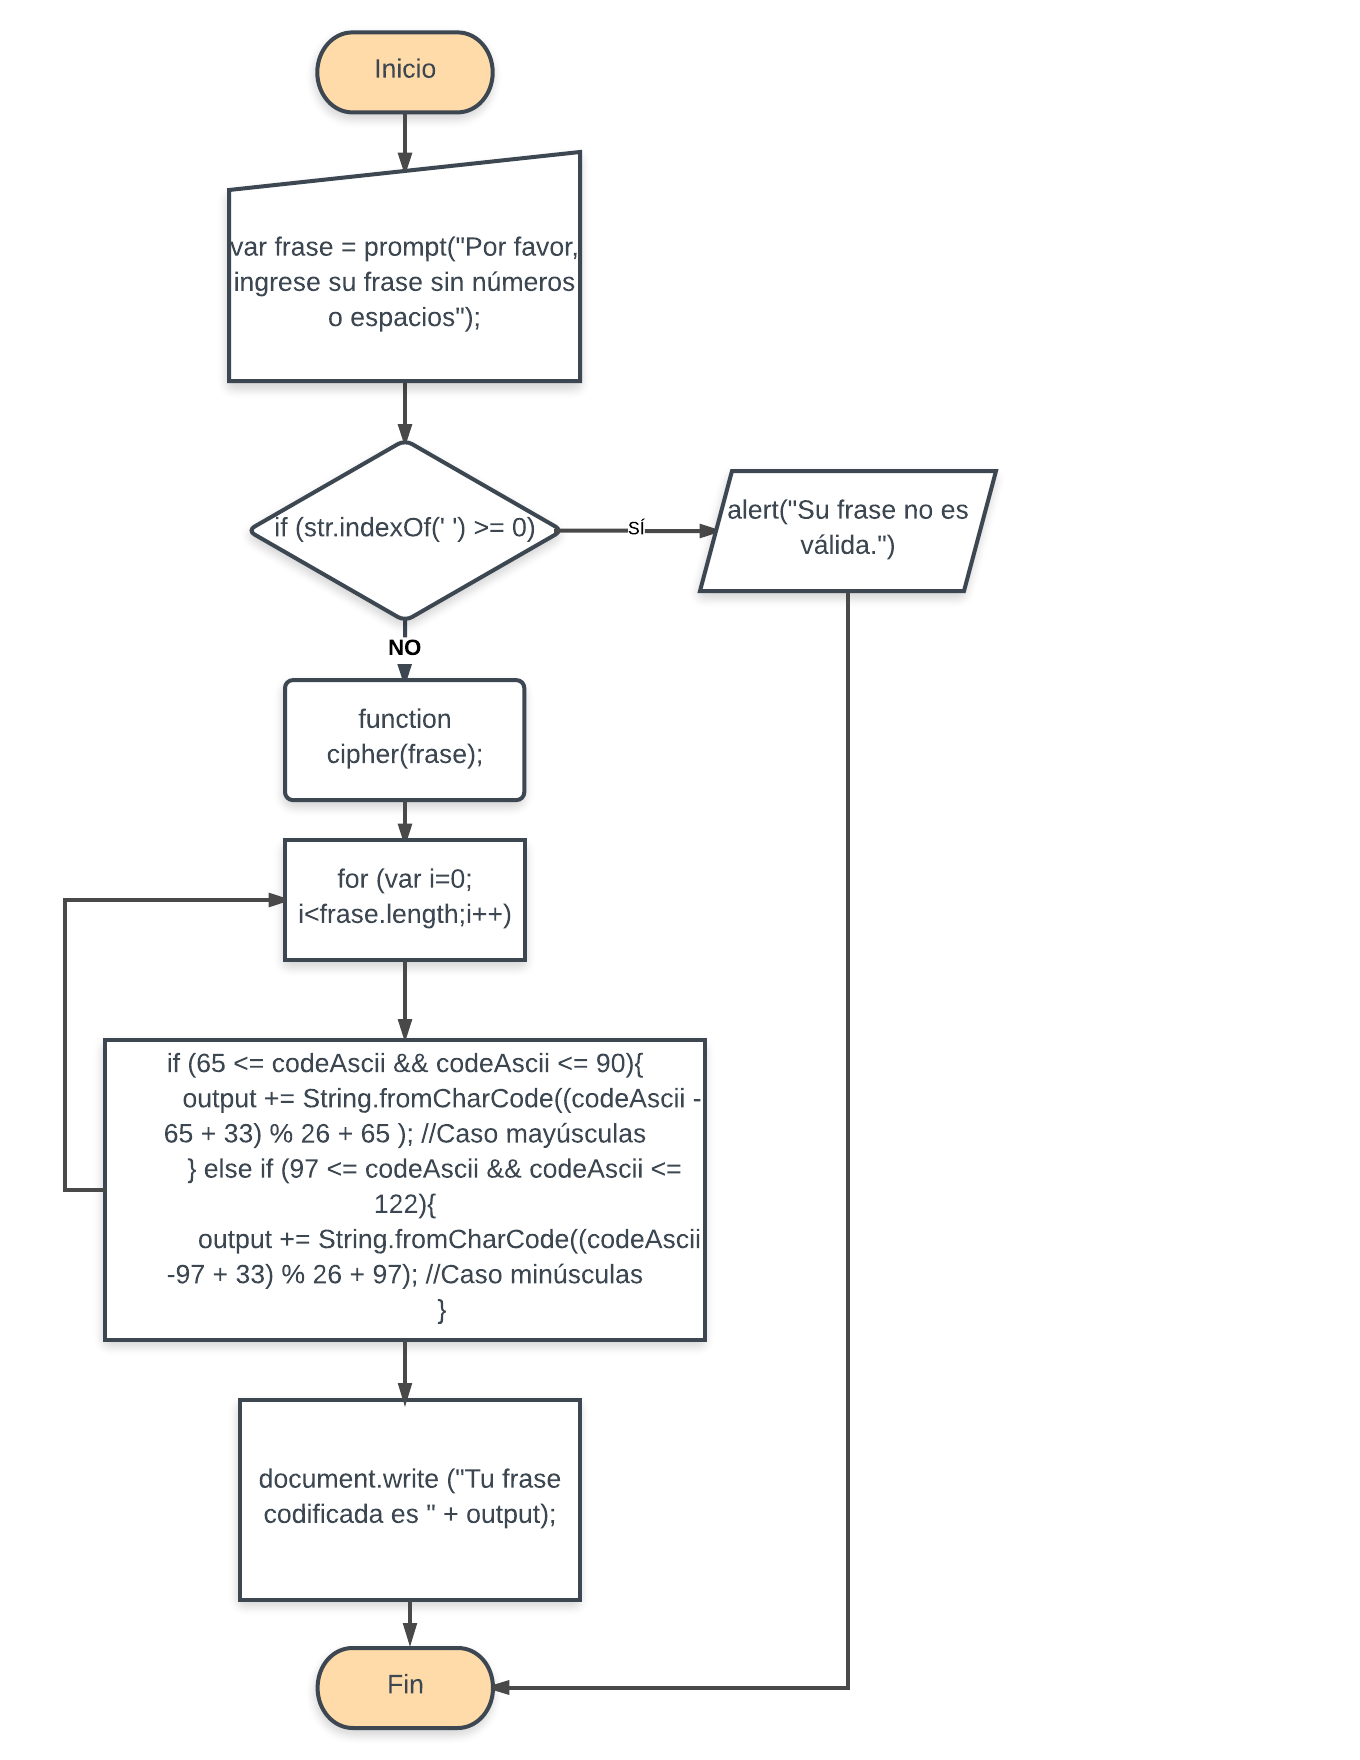 Inicio
var frase = prompt("Por favor,
ingrese su frase sin números
o espacios");
if (str.indexOf(' ') >= 0)
SÍ
alert("Su frase no es
válida.")
NO
function
cipher(frase);
for (var i=0;
i<frase.length;i++)
if (65 <= codeAscii && codeAscii <= 90){
output += String.fromCharCode((codeAscii -
65 + 33) % 26 + 65 ); //Caso mayúsculas
} else if (97 <= codeAscii && codeAscii <=
122){
output += String.fromCharCode((codeAscii
-97 + 33) % 26 + 97); //Caso minúsculas
}
document.write ("Tu frase
codificada es " + output);
Fin